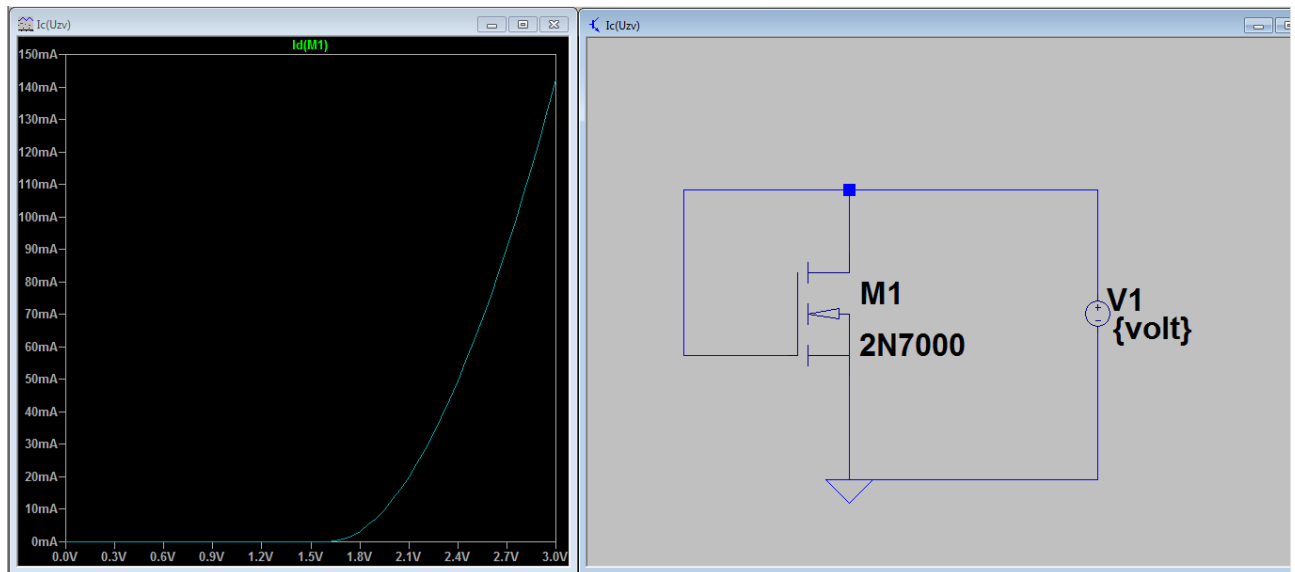 Ic(Uzv)
Id(M1)
150mA
140mA
130mA
120mA
110mA
100mA
90mA
80mA
70mA
60mA
50mA
40mA
30mA
20mA
10mA
0mA
0.0V 0.3V 0.6V 0.9V 1.2V 1.5V 1.8V 2.1V 2.4V 2.7V 3.0V
Ic(Uzv)
M1
2N7000
V1
{volt}
+
−